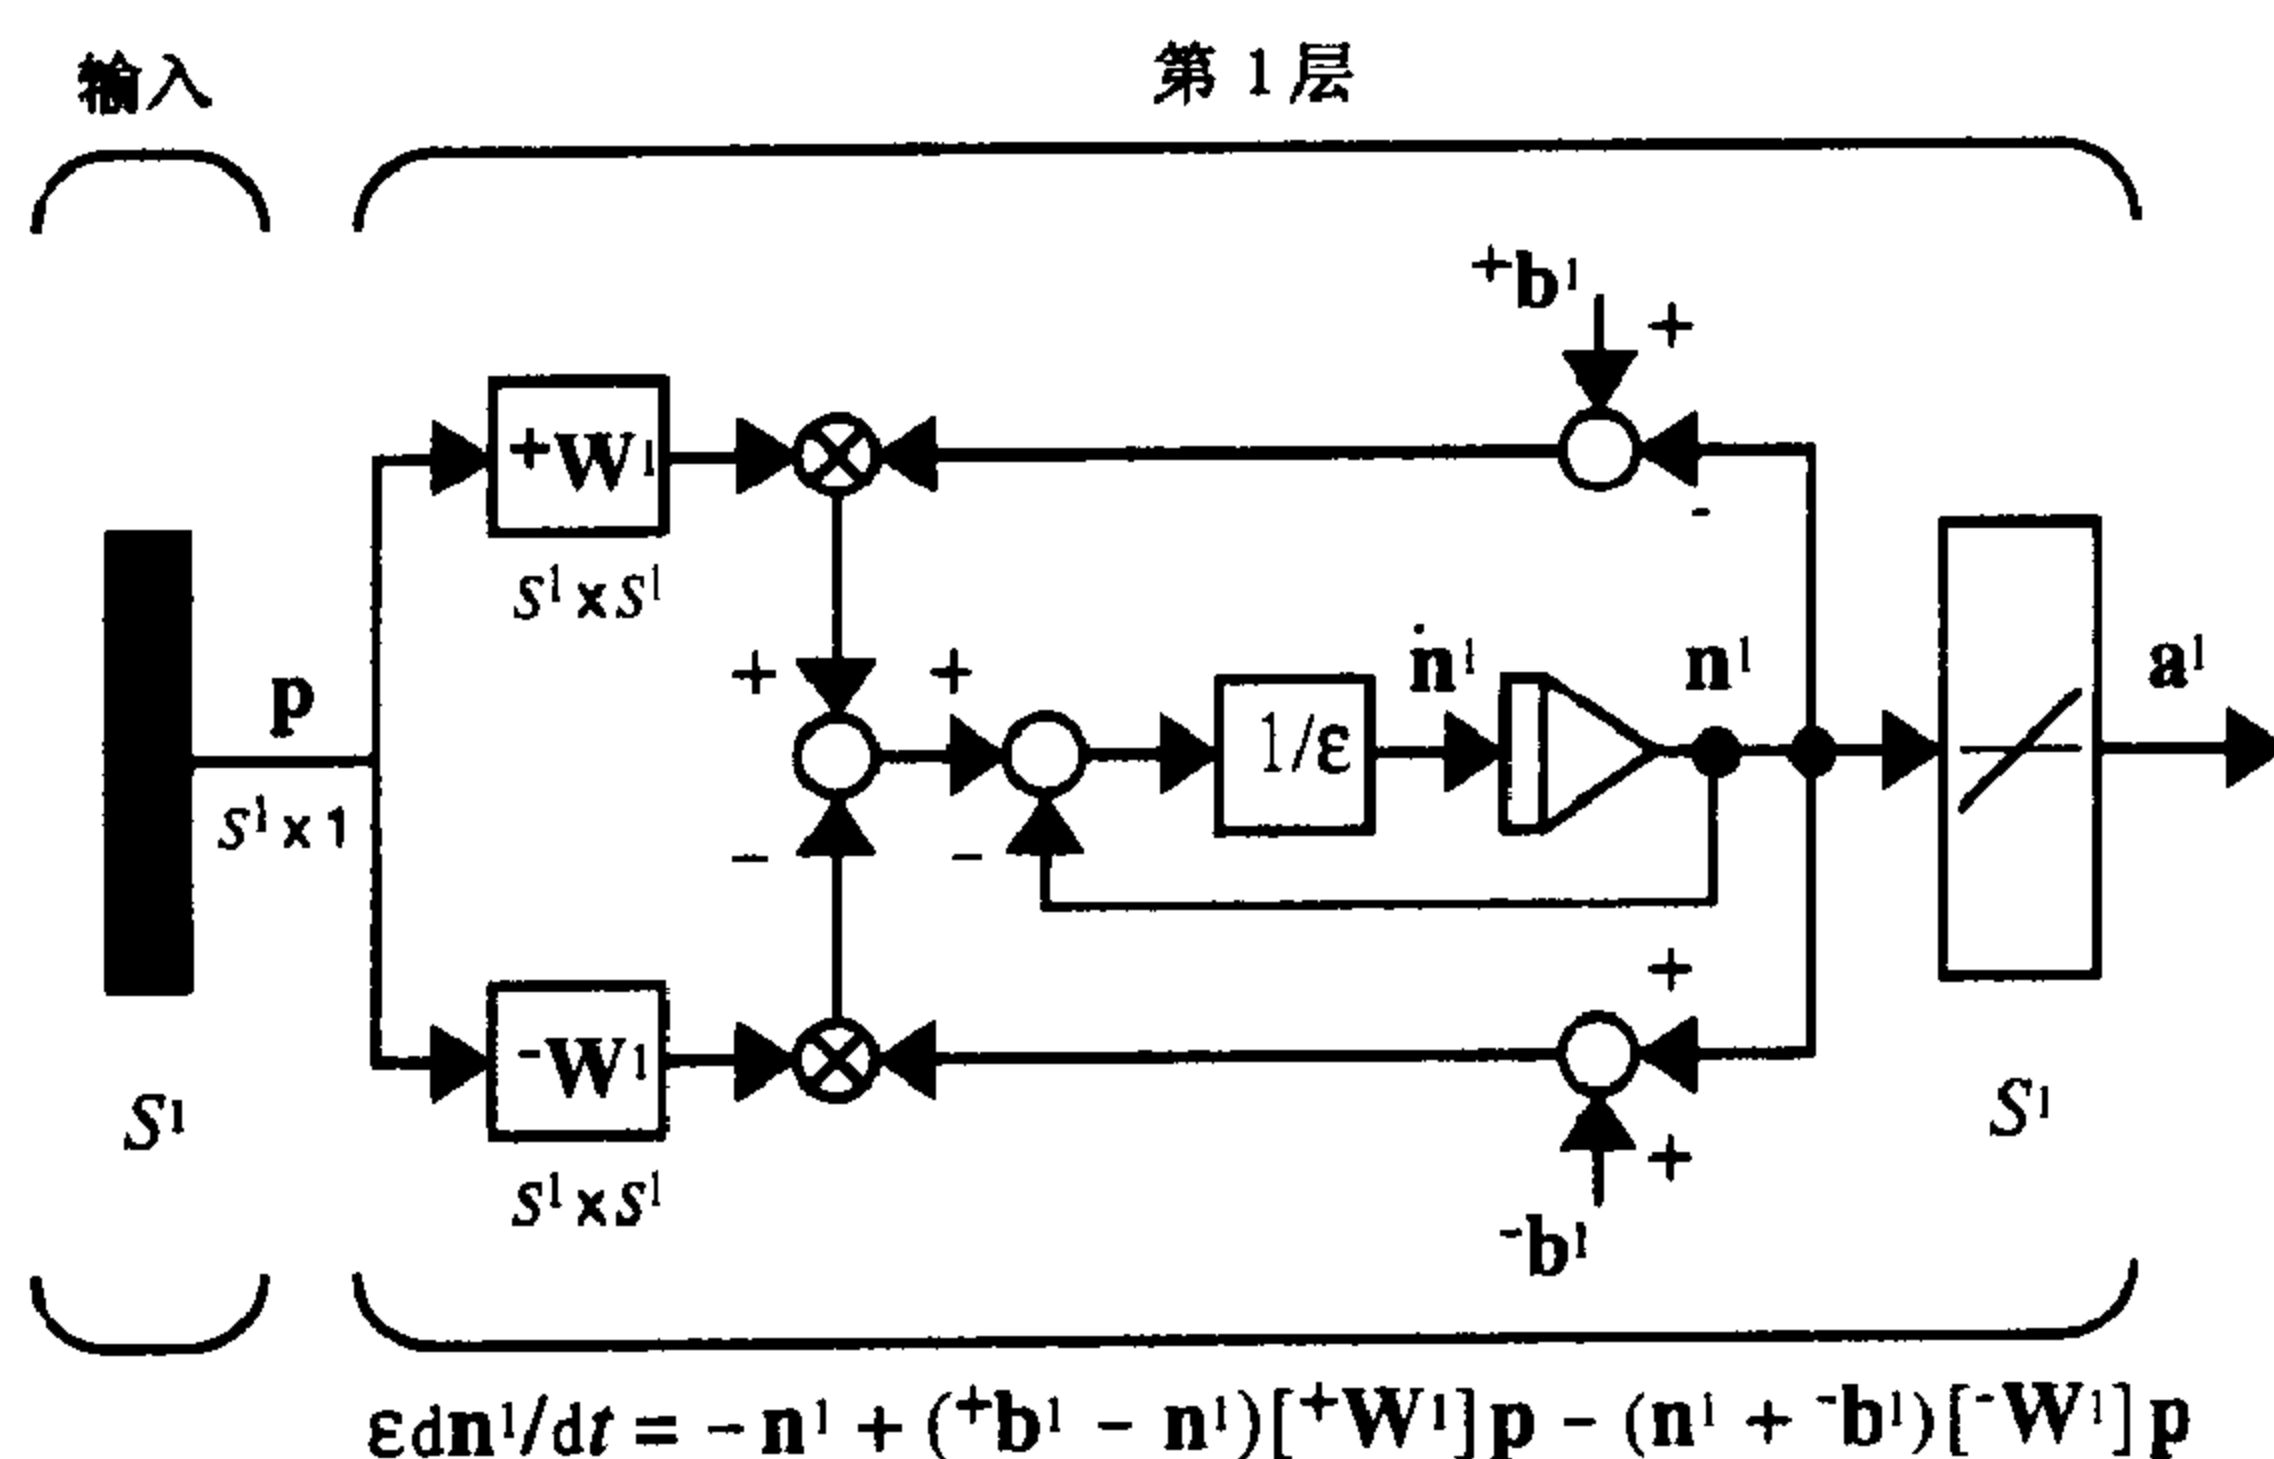 输入
第 1 层
⁺b¹
+
⁺W¹
-
S¹×S¹
+
+
ṅ¹
n¹
a¹
p
1/ε
S¹×1
-
-
+
⁻W¹
S¹
S¹
+
S¹×S¹
⁻b¹
εdn¹/dt = - n¹ + (⁺b¹ - n¹)[⁺W¹]p - (n¹ + ⁻b¹)[⁻W¹]p